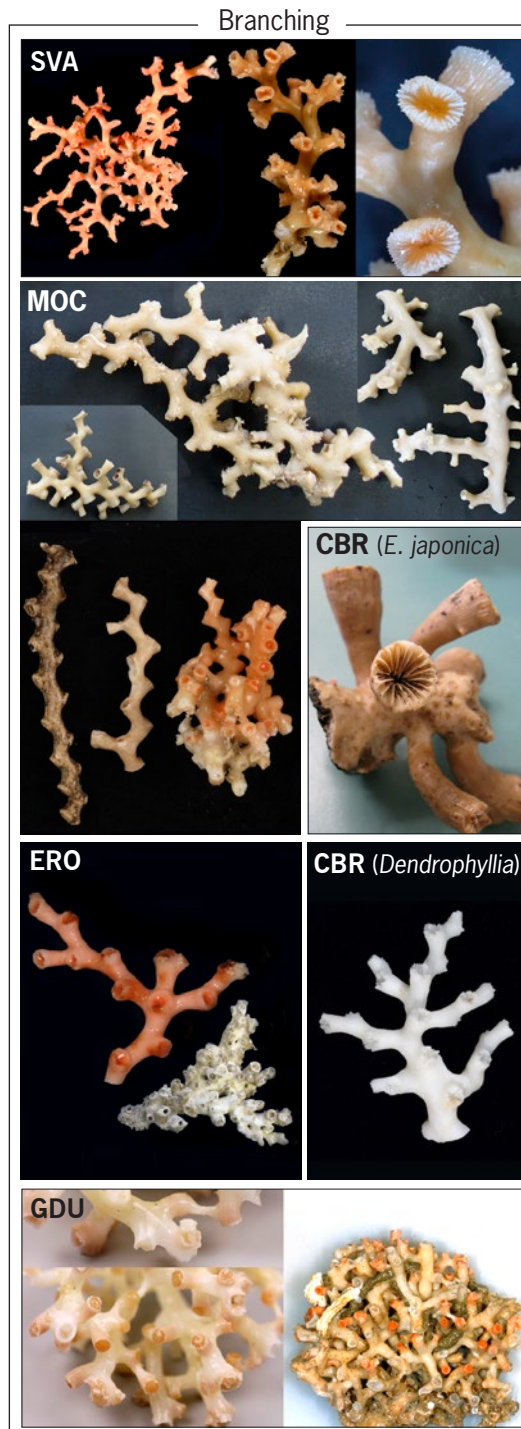 Branching
SVA
MOC
CBR (E. japonica)
ERO
CBR (Dendrophyllia)
GDU